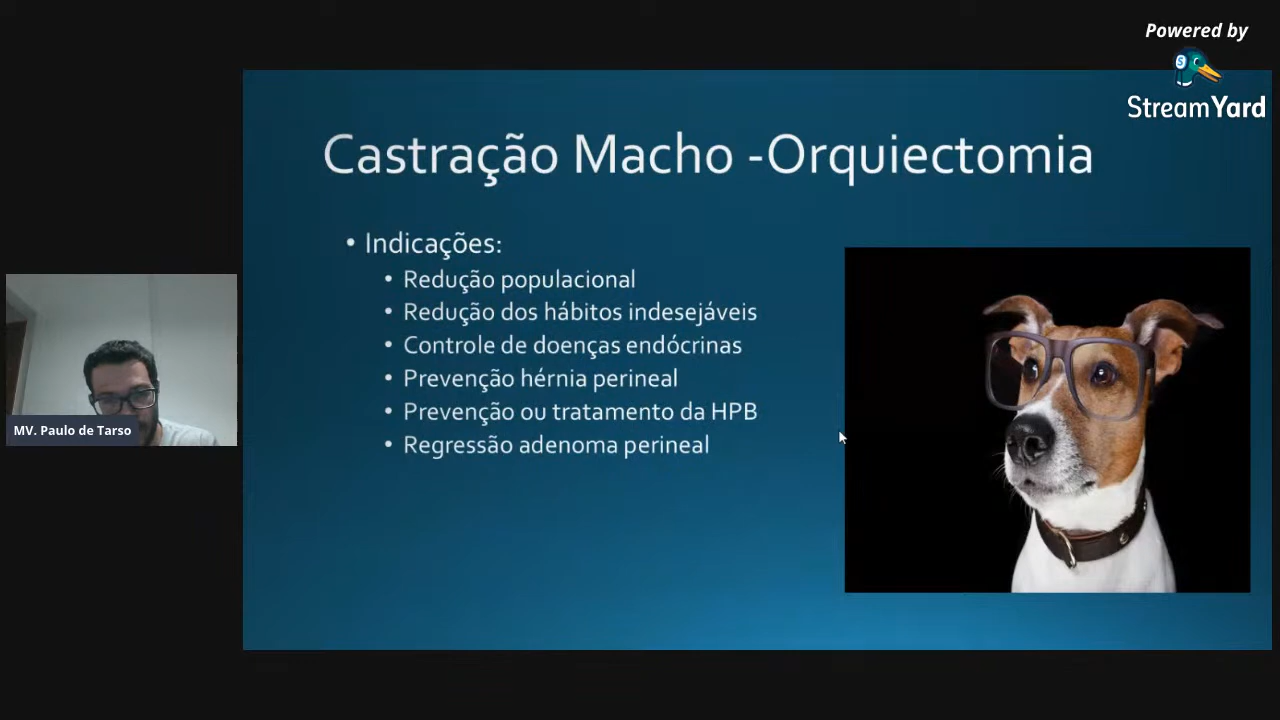 Powered by
StreamYard
Castração Macho -Orquiectomia
• Indicações:
• Redução populacional
• Redução dos hábitos indesejáveis
• Controle de doenças endócrinas
• Prevenção hérnia perineal
• Prevenção ou tratamento da HPB
• Regressão adenoma perineal
MV. Paulo de Tarso